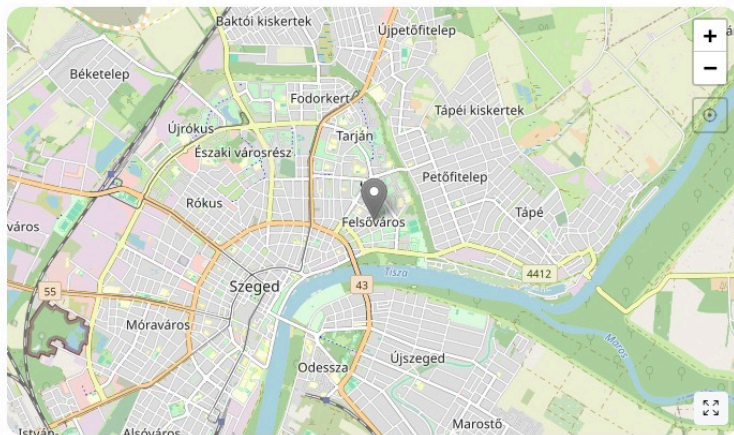 Baktói kiskertek
Újpetőfitelep
+
Béketelep
−
Fodorkert
Tápéi kiskertek
Újrókus
Tarján
Északi városrész
Petőfitelep
Rókus
Tápé
Felsőváros
város
Tisza
4412
Szeged
43
55
Móraváros
Maros
Újszeged
Odessza
Marostő
István-
Alsóváros